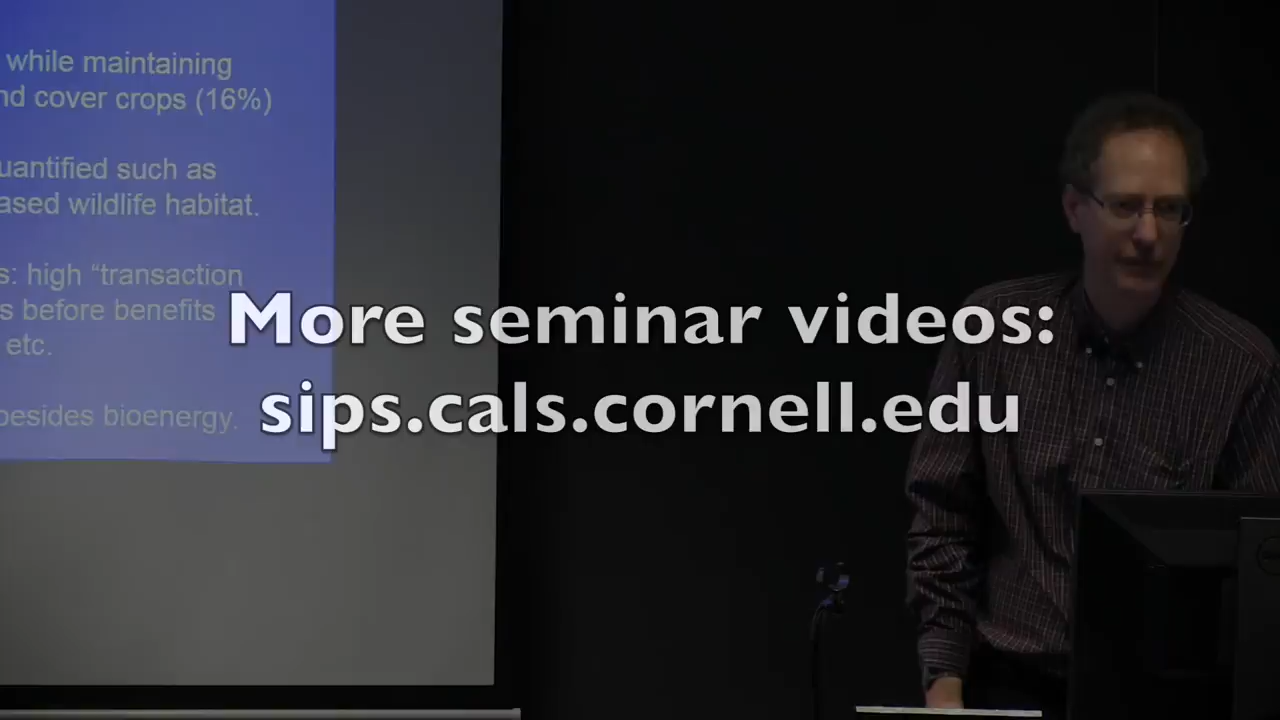 while maintaining
nd cover crops (16%)
uantified such as
ased wildlife habitat.
s: high “transaction
s before benefits
etc.
besides bioenergy.
More seminar videos:
sips.cals.cornell.edu